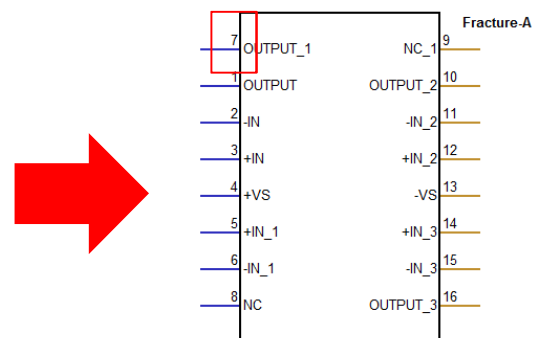 Fracture-A
7 OUTPUT_1 NC_1 9
1 OUTPUT OUTPUT_2 10
2 -IN -IN_2 11
3 +IN +IN_2 12
4 +VS -VS 13
5 +IN_1 +IN_3 14
6 -IN_1 -IN_3 15
8 NC OUTPUT_3 16